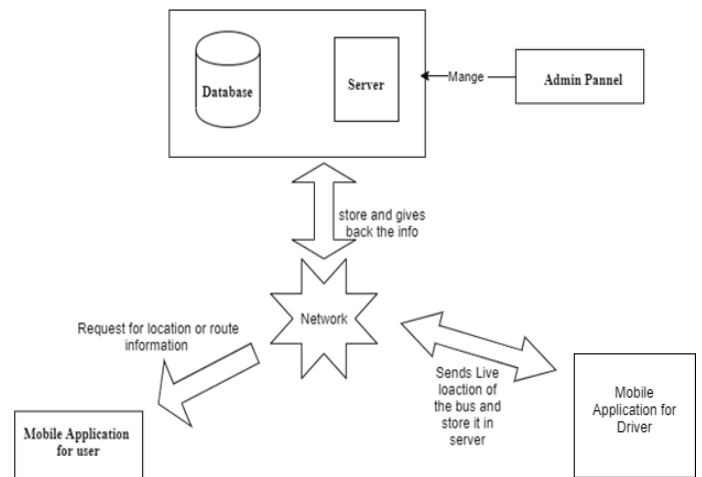 Database
Server
Mange
Admin Pannel
store and gives
back the info
Network
Request for location or route
information
Sends Live
loaction of
the bus and
store it in
server
Mobile
Application for
Driver
Mobile Application
for user